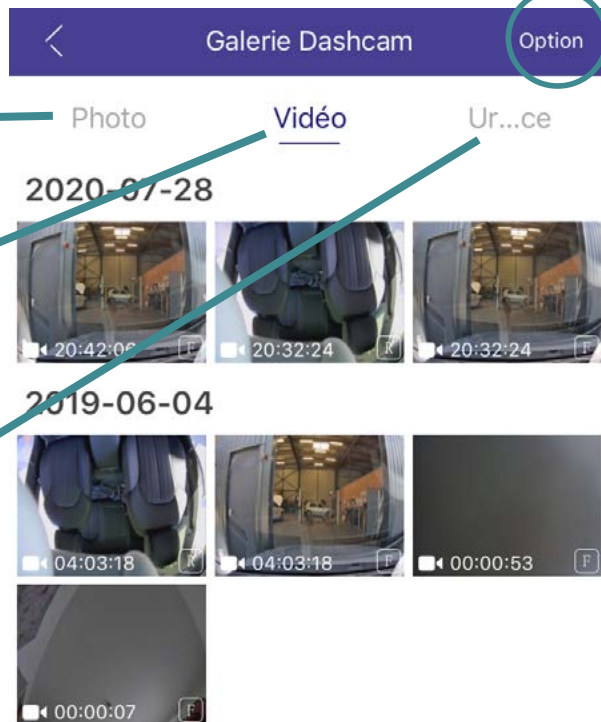 Galerie Dashcam Option
Photo Vidéo Ur...ce
2020-07-28
20:42:06 F 20:32:24 R 20:32:24 F
2019-06-04
04:03:18 R 04:03:18 F 00:00:53 F
00:00:07 F